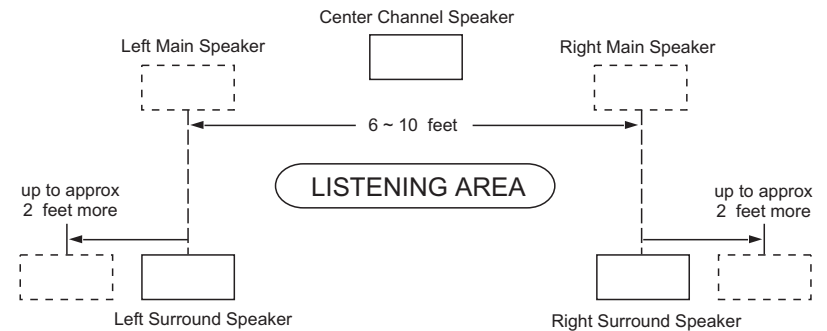 Center Channel Speaker
Left Main Speaker
Right Main Speaker
6 ~ 10 feet
LISTENING AREA
up to approx
2 feet more
up to approx
2 feet more
Left Surround Speaker
Right Surround Speaker